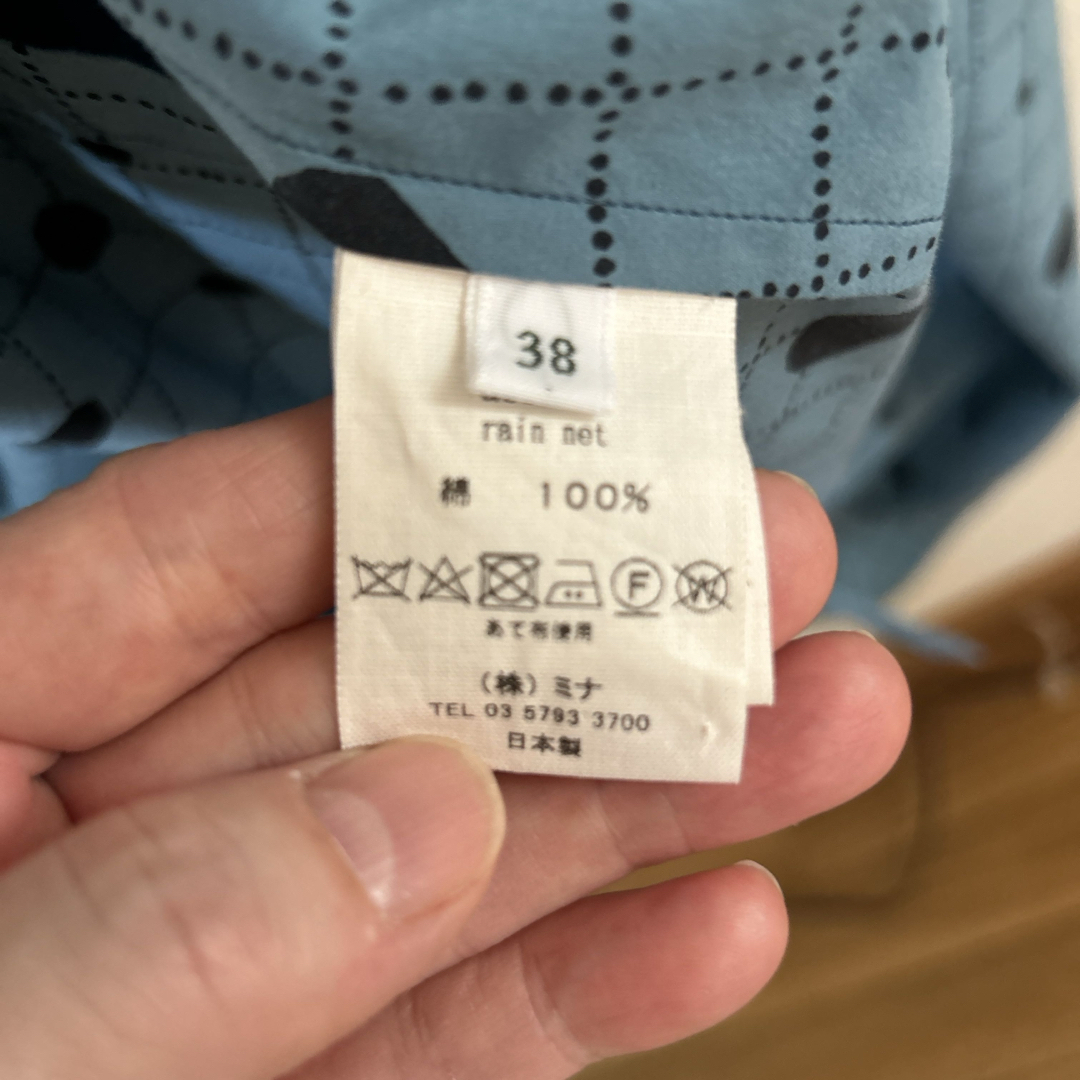 38
rain net
綿 100%
F W
あて布使用
(株) ミナ
TEL 03 5793 3700
日本製